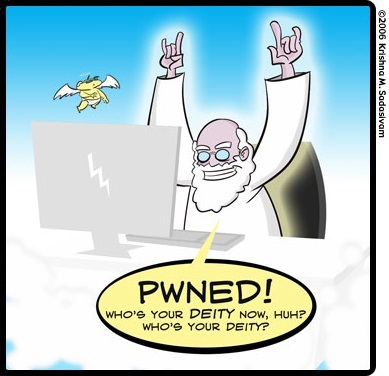 ©2006 Krishna M. Sadasivam
PWNED!
WHO'S YOUR DEITY NOW, HUH?
WHO'S YOUR DEITY?